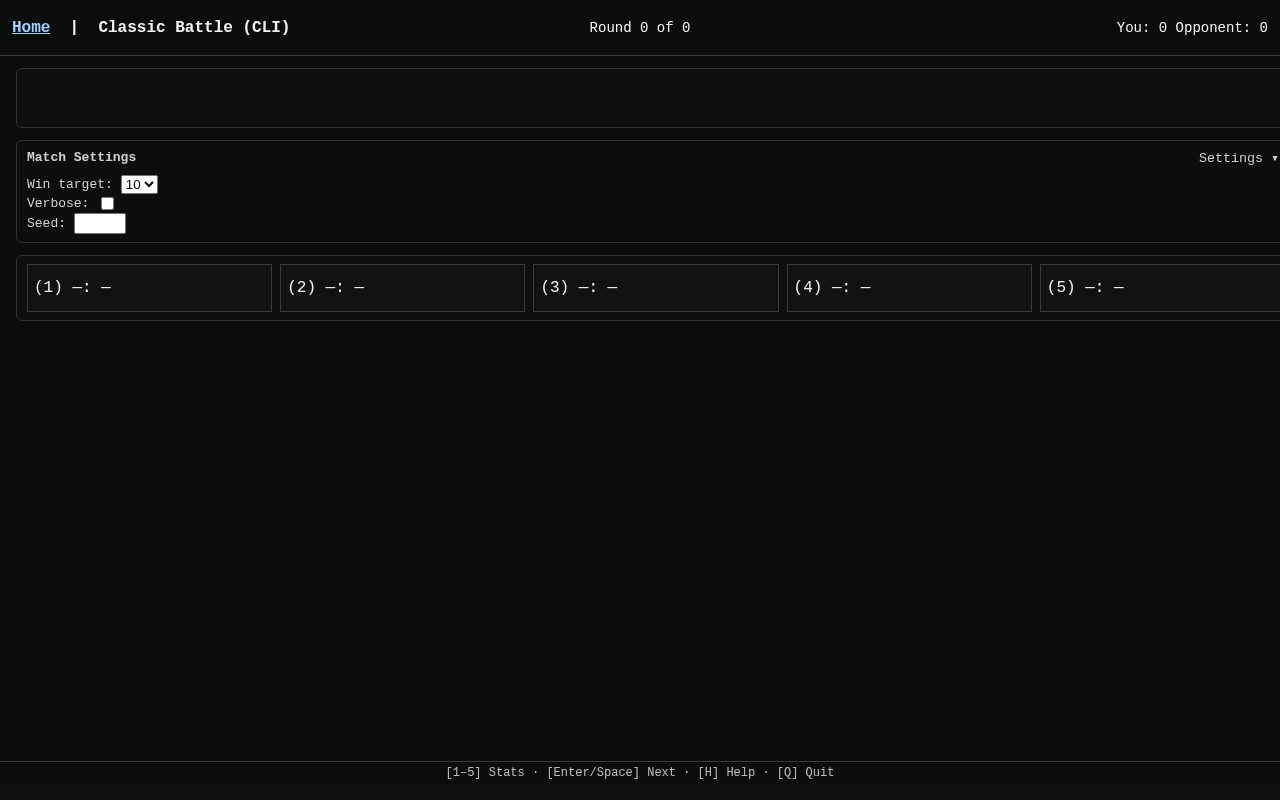 Home | Classic Battle (CLI) Round 0 of 0 You: 0 Opponent: 0
Match Settings Settings ▾
Win target: 10
Verbose:
Seed:
(1) —: — (2) —: — (3) —: — (4) —: — (5) —: —
[1–5] Stats · [Enter/Space] Next · [H] Help · [Q] Quit